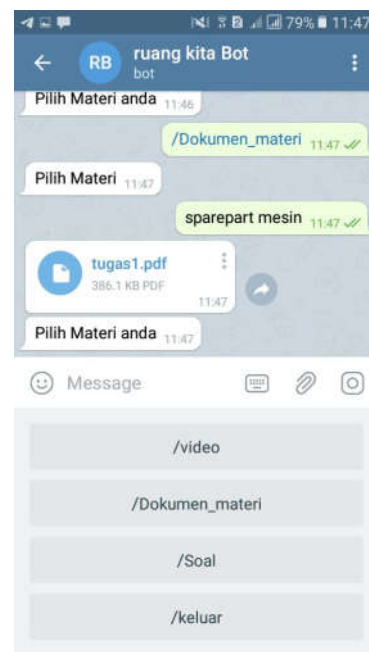 79% 11:47
RB
ruang kita Bot
bot
Pilih Materi anda 11:46
/Dokumen_materi 11:47
Pilih Materi 11:47
sparepart mesin 11:47
tugas1.pdf
386.1 KB PDF
11:47
Pilih Materi anda 11:47
Message
/video
/Dokumen_materi
/Soal
/keluar